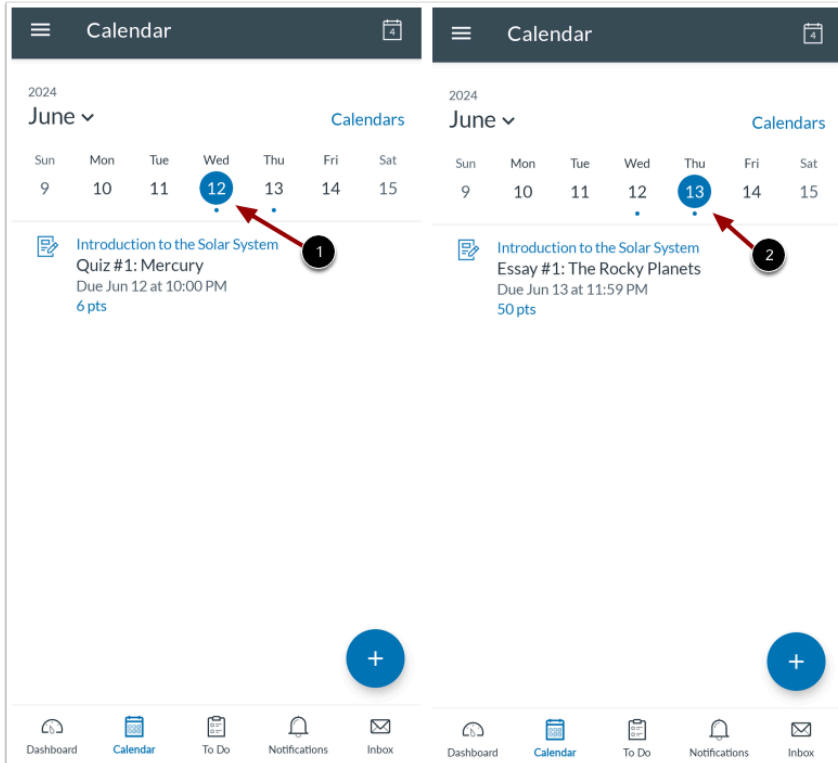 Calendar
4
2024
June
Calendars
Sun Mon Tue Wed Thu Fri Sat
9 10 11 12 13 14 15
1
Introduction to the Solar System
Quiz #1: Mercury
Due Jun 12 at 10:00 PM
6 pts
+
Dashboard Calendar To Do Notifications Inbox
Calendar
4
2024
June
Calendars
Sun Mon Tue Wed Thu Fri Sat
9 10 11 12 13 14 15
2
Introduction to the Solar System
Essay #1: The Rocky Planets
Due Jun 13 at 11:59 PM
50 pts
+
Dashboard Calendar To Do Notifications Inbox